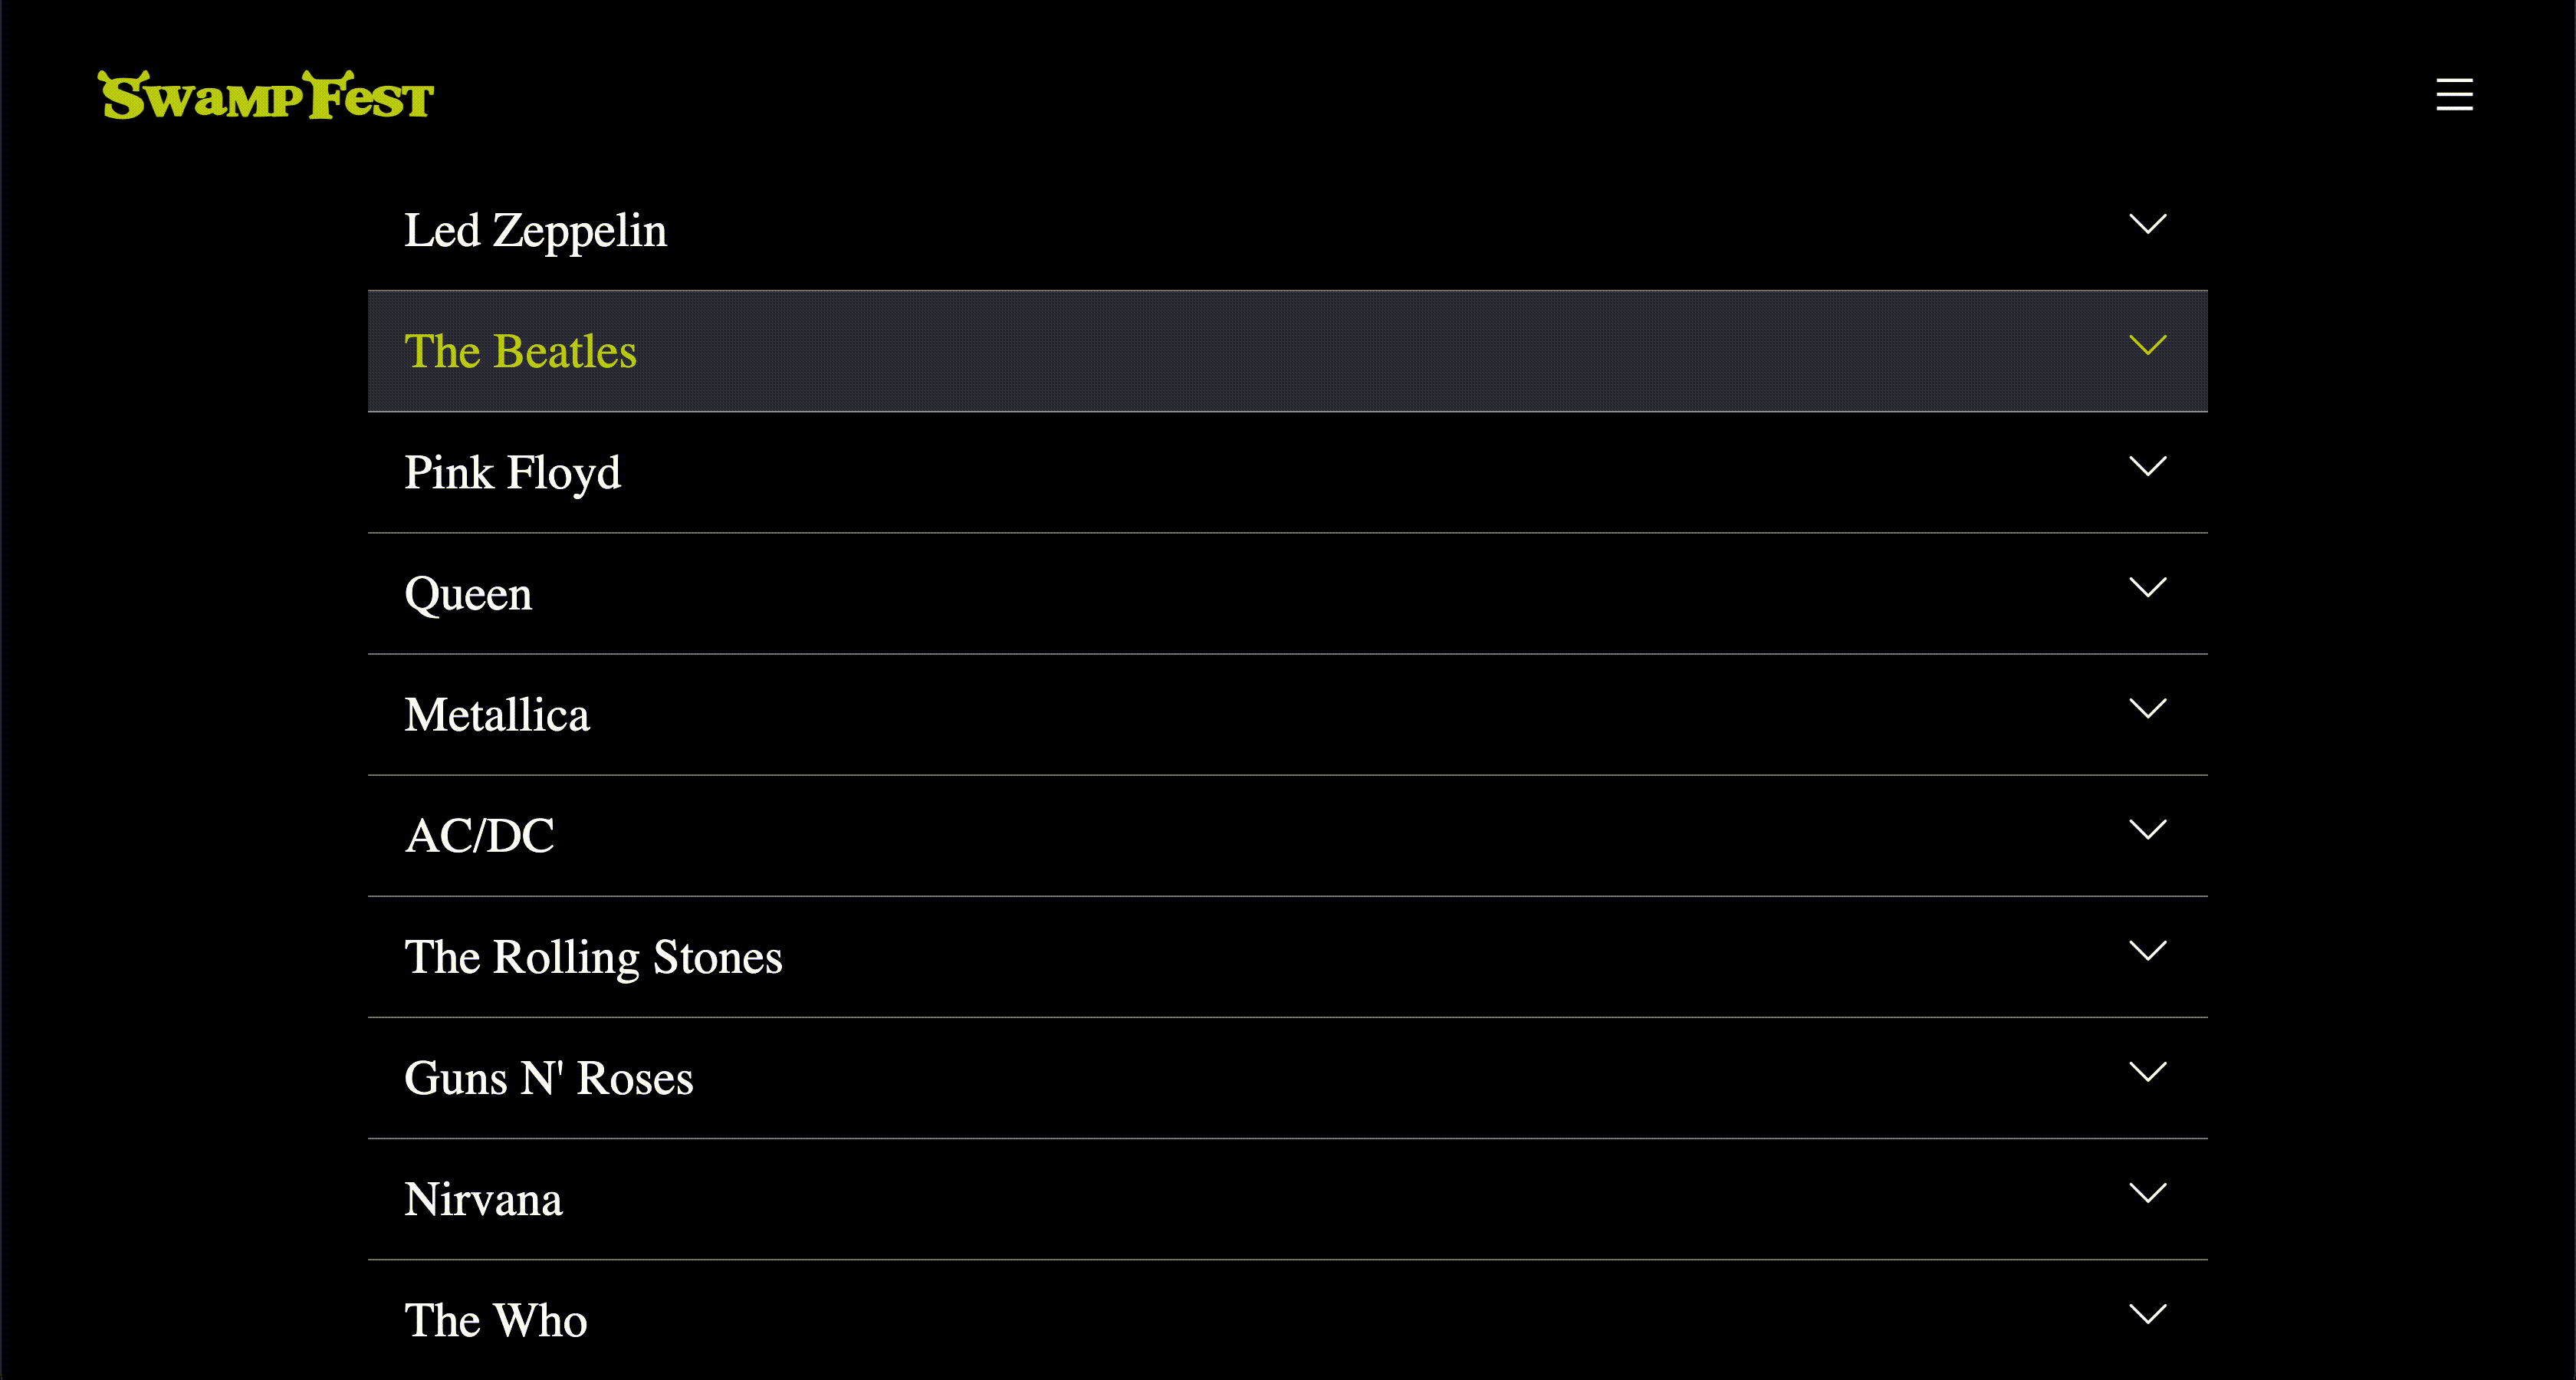 SwampFest
Led Zeppelin
The Beatles
Pink Floyd
Queen
Metallica
AC/DC
The Rolling Stones
Guns N' Roses
Nirvana
The Who